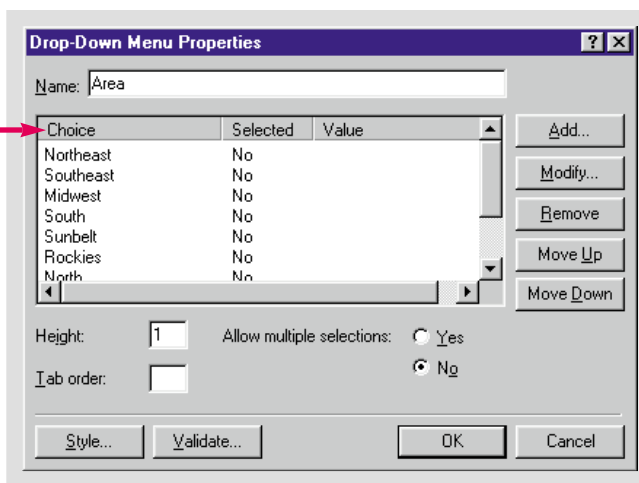 Drop-Down Menu Properties
Name: Area
Choice Selected Value
Northeast No
Southeast No
Midwest No
South No
Sunbelt No
Rockies No
North No
Add...
Modify...
Remove
Move Up
Move Down
Height: 1 Allow multiple selections: Yes
No
Tab order:
Style... Validate... OK Cancel